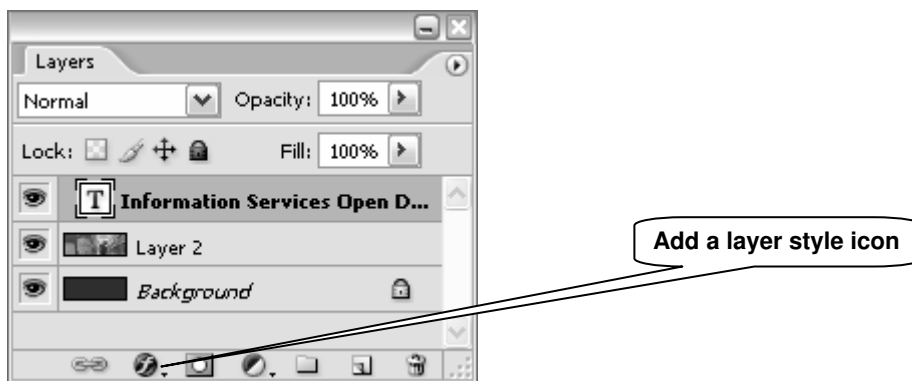 Layers
Normal Opacity: 100%
Lock: Fill: 100%
T Information Services Open D...
Layer 2
Background
Add a layer style icon